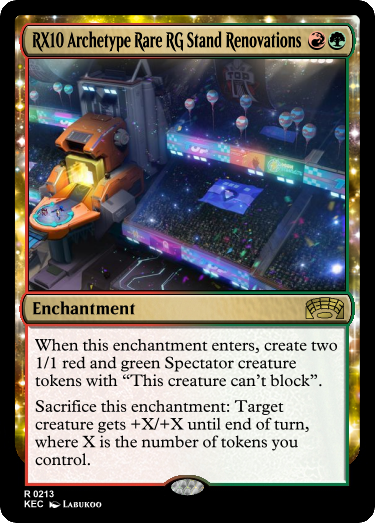 RX10 Archetype Rare RG Stand Renovations
Enchantment
When this enchantment enters, create two
1/1 red and green Spectator creature
tokens with “This creature can’t block”.
Sacrifice this enchantment: Target
creature gets +X/+X until end of turn,
where X is the number of tokens you
control.
R 0213
KEC Labukoo